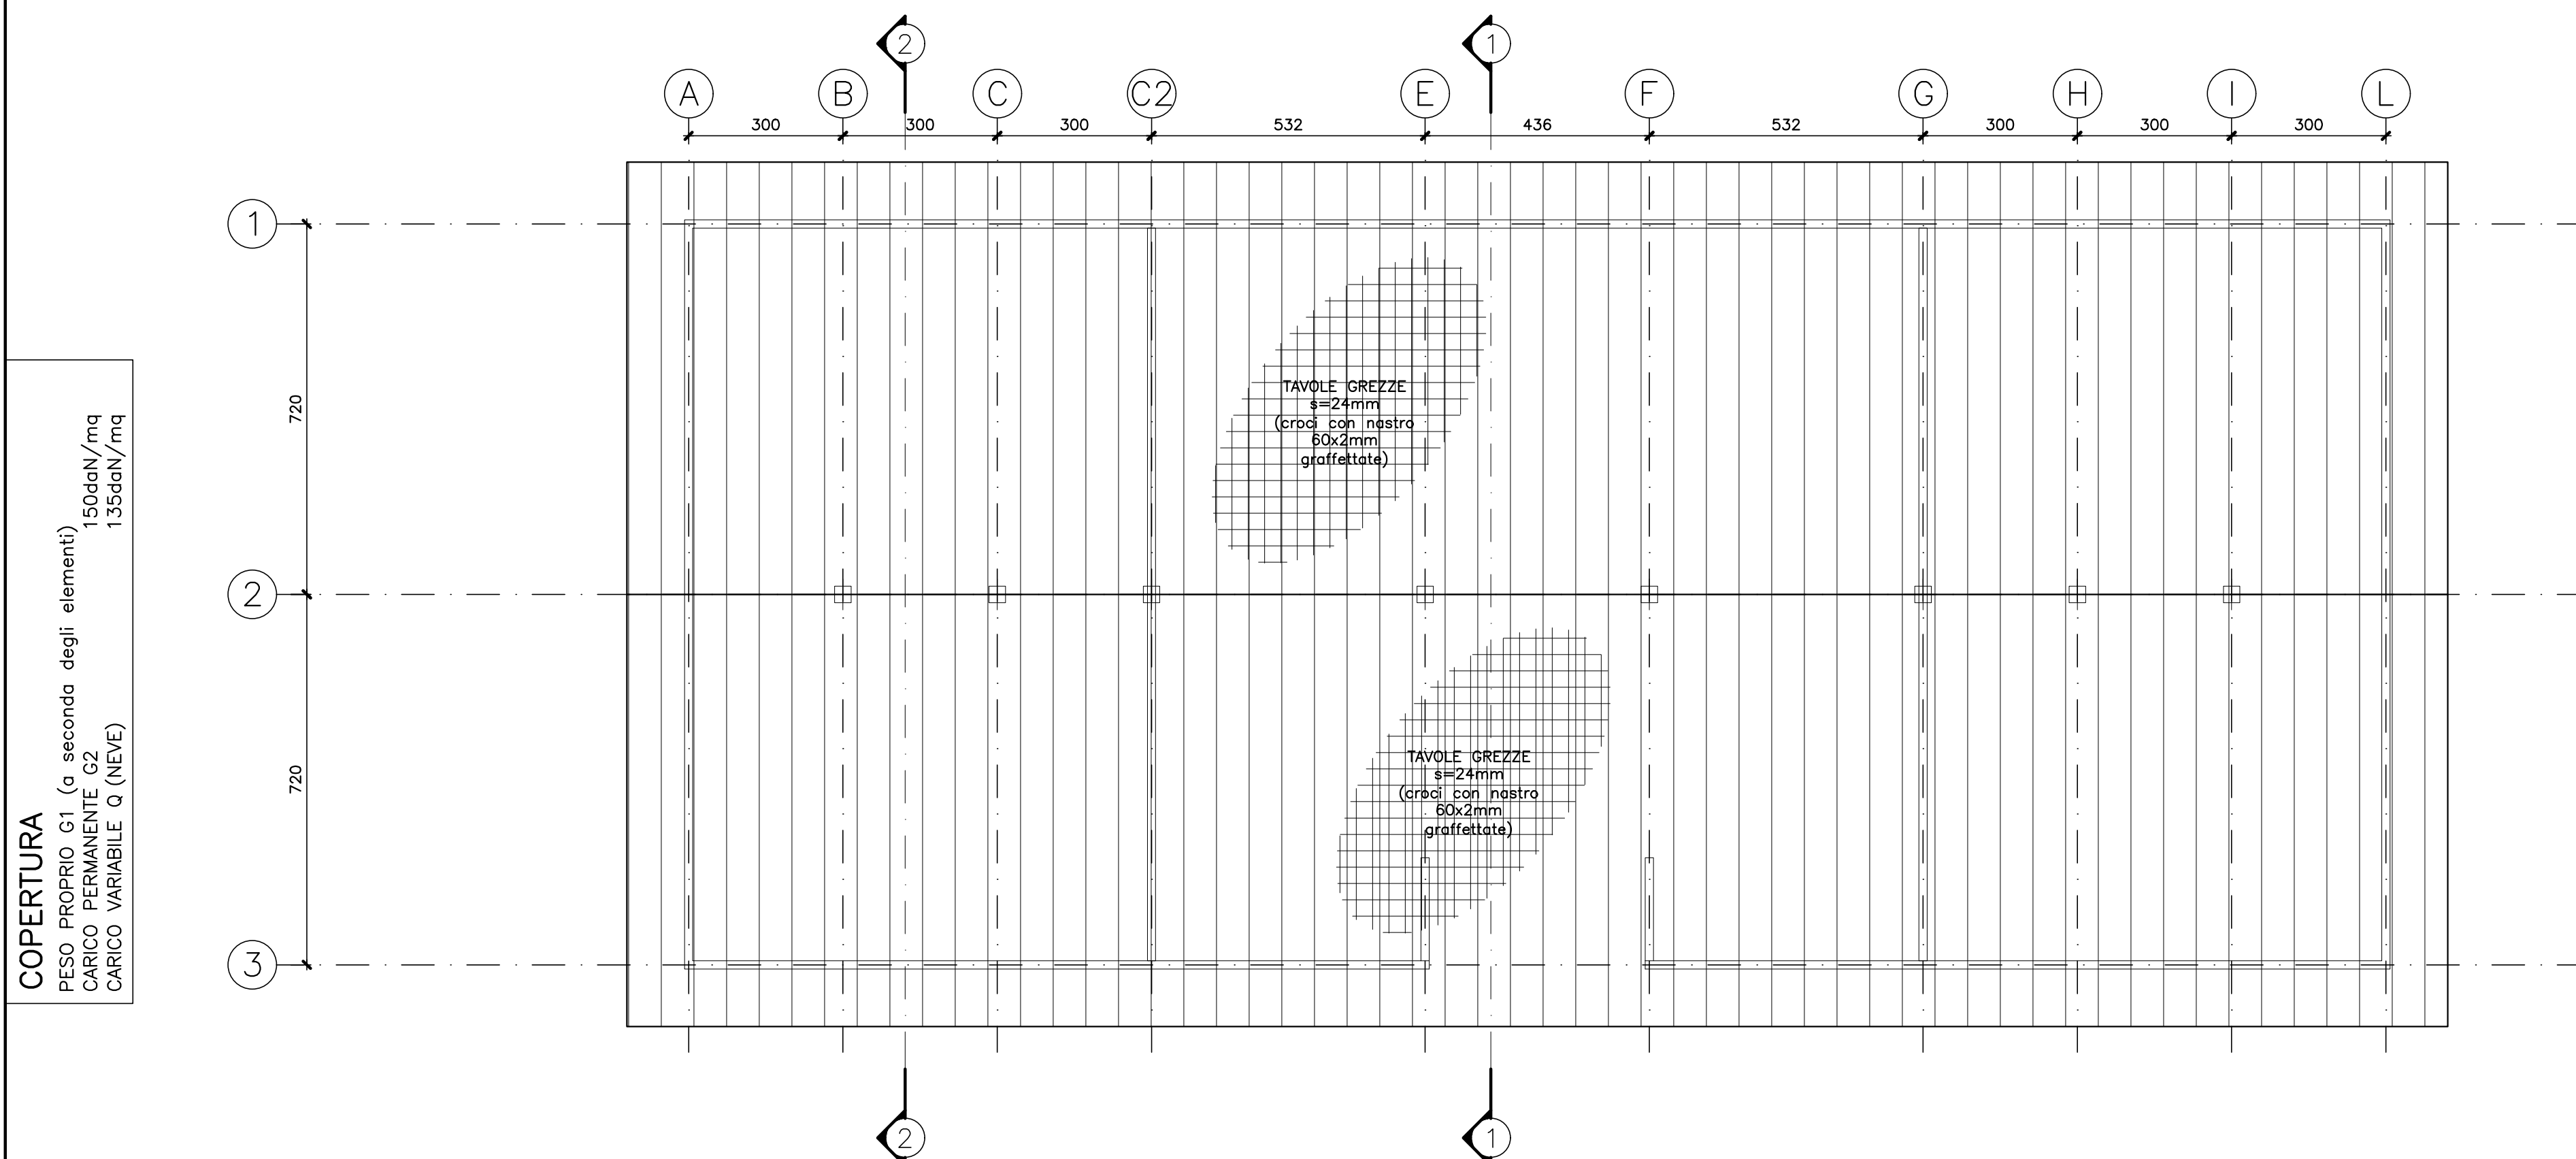 2
1
A
B
C
C2
E
F
G
H
I
L
300
300
300
532
436
532
300
300
300
1
720
2
720
3
TAVOLE GREZZE
s=24mm
(croci con nastro
60x2mm
graffettate)
TAVOLE GREZZE
s=24mm
(croci con nastro
60x2mm
graffettate)
COPERTURA
PESO PROPRIO G1 (a seconda degli elementi)
CARICO PERMANENTE G2 150daN/mq
CARICO VARIABILE Q (NEVE) 135daN/mq
2
1